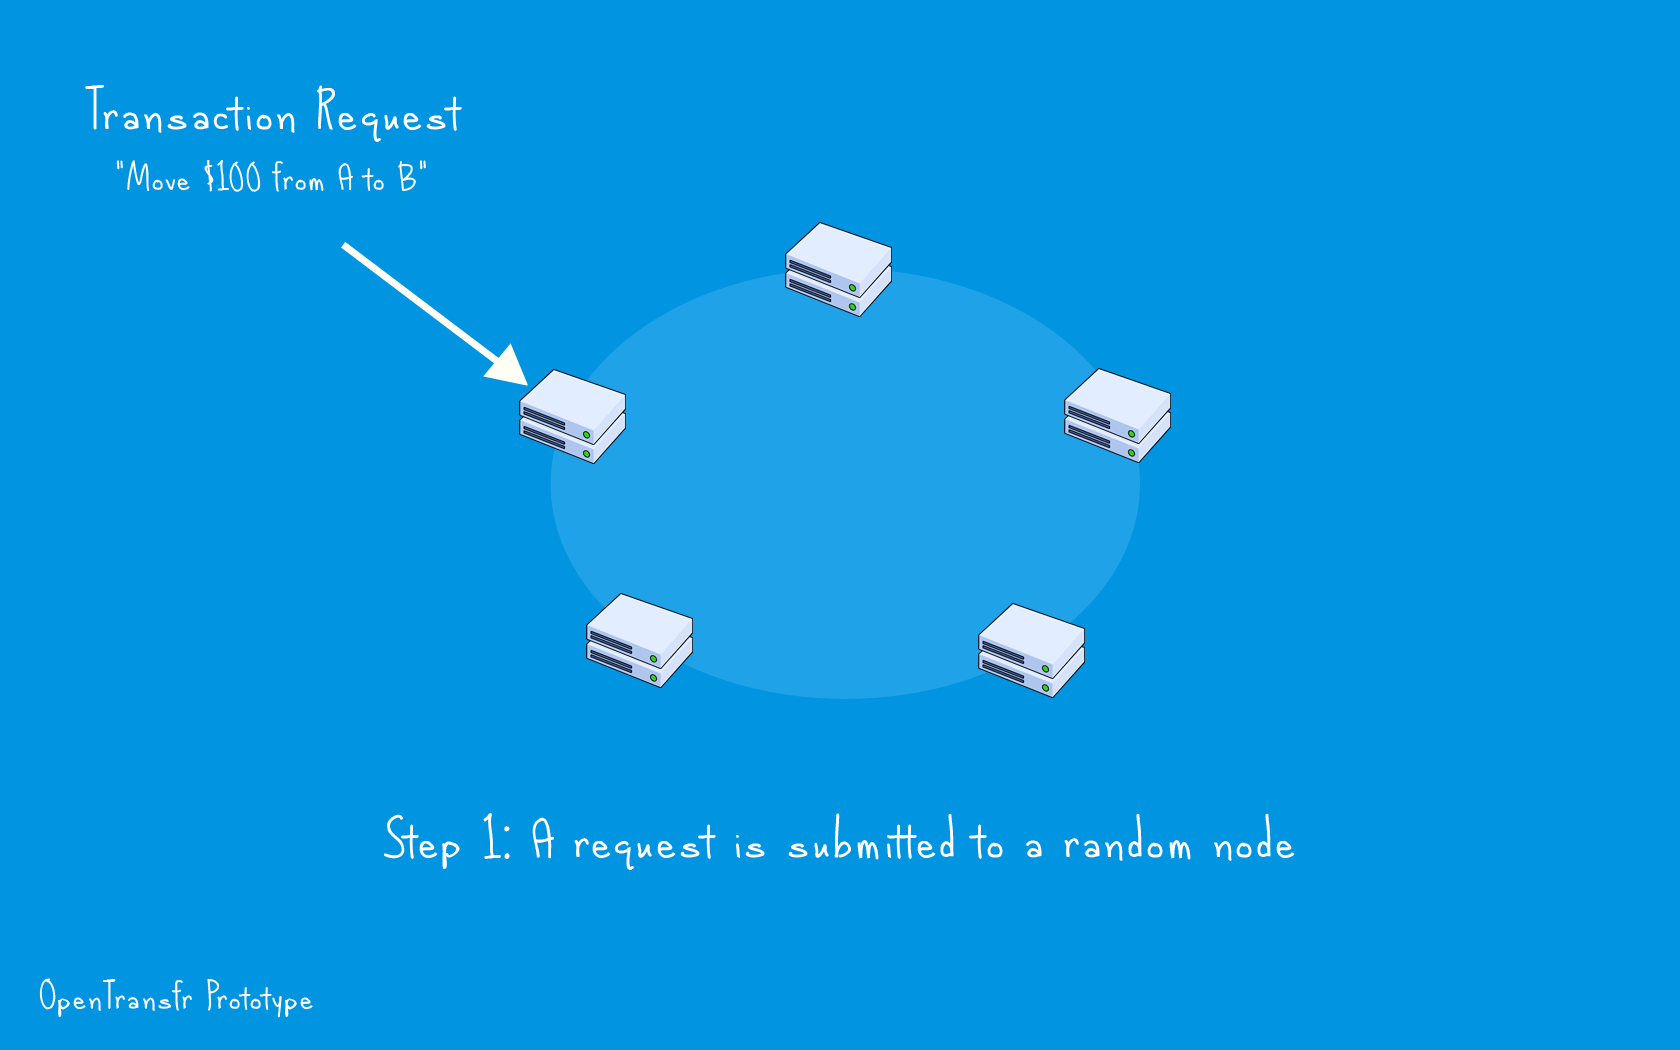 Transaction Request
"Move $100 from A to B"
Step 1: A request is submitted to a random node
OpenTransfr Prototype